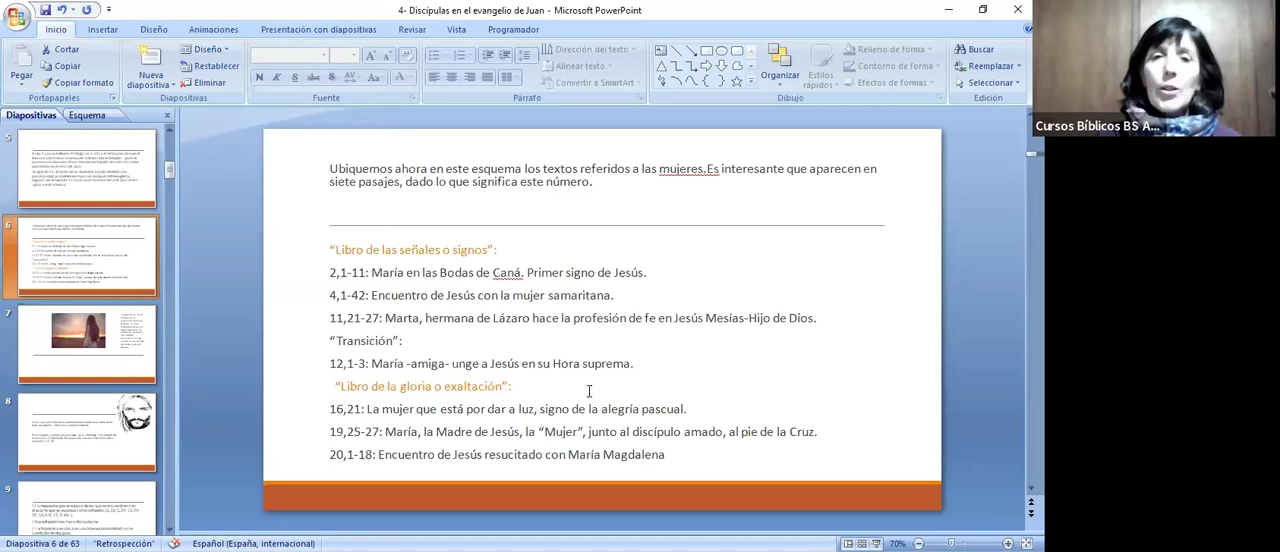 4- Discípulas en el evangelio de Juan - Microsoft PowerPoint
Inicio Insertar Diseño Animaciones Presentación con diapositivas Revisar Vista Programador
Pegar
Cortar
Copiar
Copiar formato
Portapapeles
Nueva
diapositiva
Diseño
Restablecer
Eliminar
Diapositivas
Fuente
Dirección del texto
Alinear texto
Convertir a SmartArt
Párrafo
Organizar
Estilos
rápidos
Relleno de forma
Contorno de forma
Efectos de formas
Dibujo
Buscar
Reemplazar
Seleccionar
Edición
Cursos Bíblicos BS A...
Diapositivas Esquema
5
6
7
8
9
Ubiquemos ahora en este esquema los textos referidos a las mujeres.Es interesante que aparecen en
siete pasajes, dado lo que significa este número.
“Libro de las señales o signos
2,1-11: María en las Bodas de Caná. Primer signo de Jesús.
4,1-42: Encuentro de Jesús con la mujer samaritana.
11,21-27: Marta, hermana de Lázaro hace la profesión de fe en Jesús Mesías-Hijo de Dios.
“Transición”:
12,1-3: María -amiga- unge a Jesús en su Hora suprema.
“Libro de la gloria o exaltación”:
16,21: La mujer que está por dar a luz, signo de la alegría pascual.
19,25-27: María, la Madre de Jesús, la “Mujer”, junto al discípulo amado, al pie de la Cruz.
20,1-18: Encuentro de Jesús resucitado con María Magdalena
Diapositiva 6 de 63 "Retrospección" Español (España, internacional) 70%